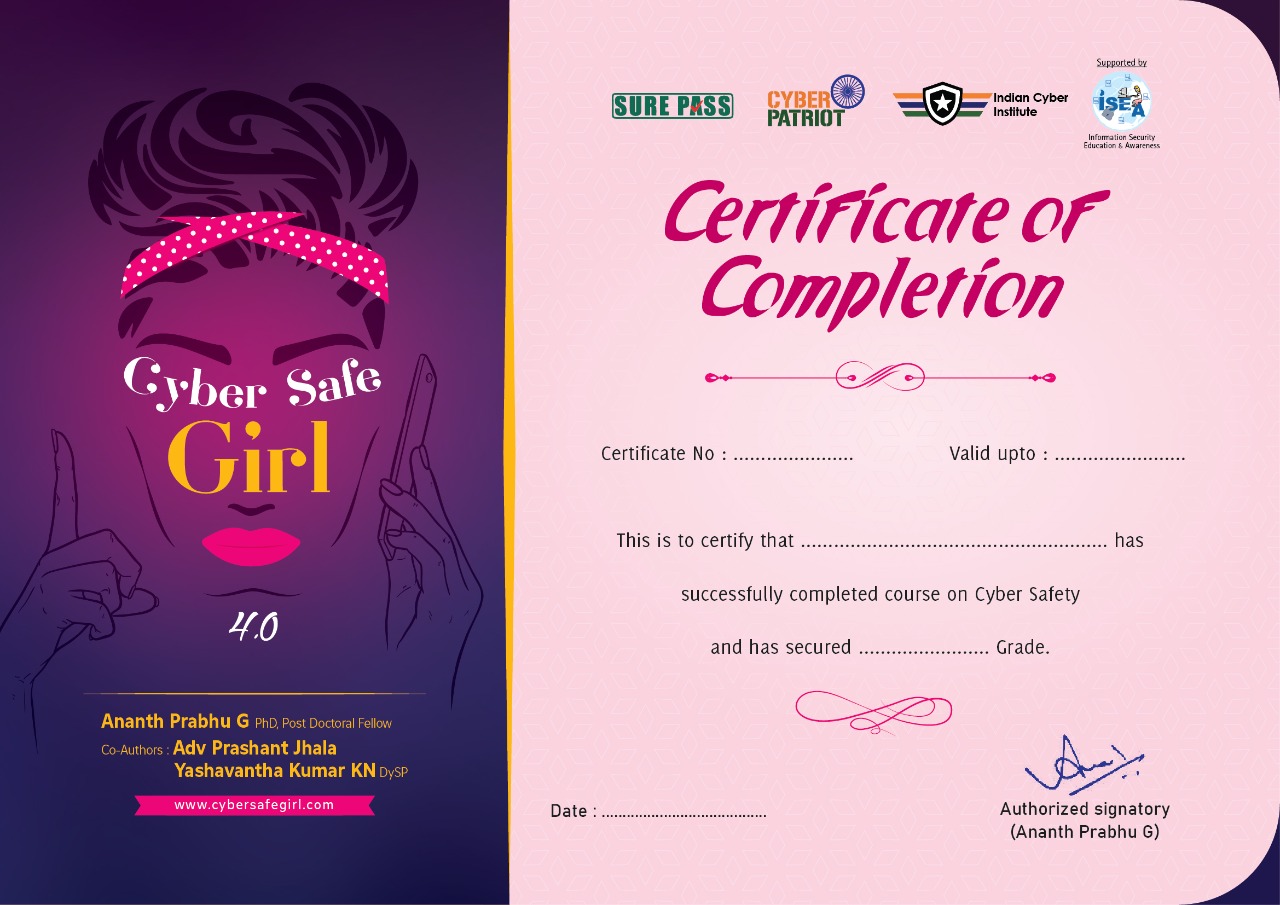 Cyber Safe
Girl
4.0
Ananth Prabhu G PhD, Post Doctoral Fellow
Co-Authors : Adv Prashant Jhala
Yashavantha Kumar KN DySP
www.cybersafegirl.com
SURE PASS
CYBER
PATRIOT
Indian Cyber
Institute
Supported by
iSEA
Information Security
Education & Awareness
Certificate of
Completion
Certificate No : ...................... Valid upto : ........................
This is to certify that ........................................................ has
successfully completed course on Cyber Safety
and has secured ........................ Grade.
Date : ........................................
Authorized signatory
(Ananth Prabhu G)